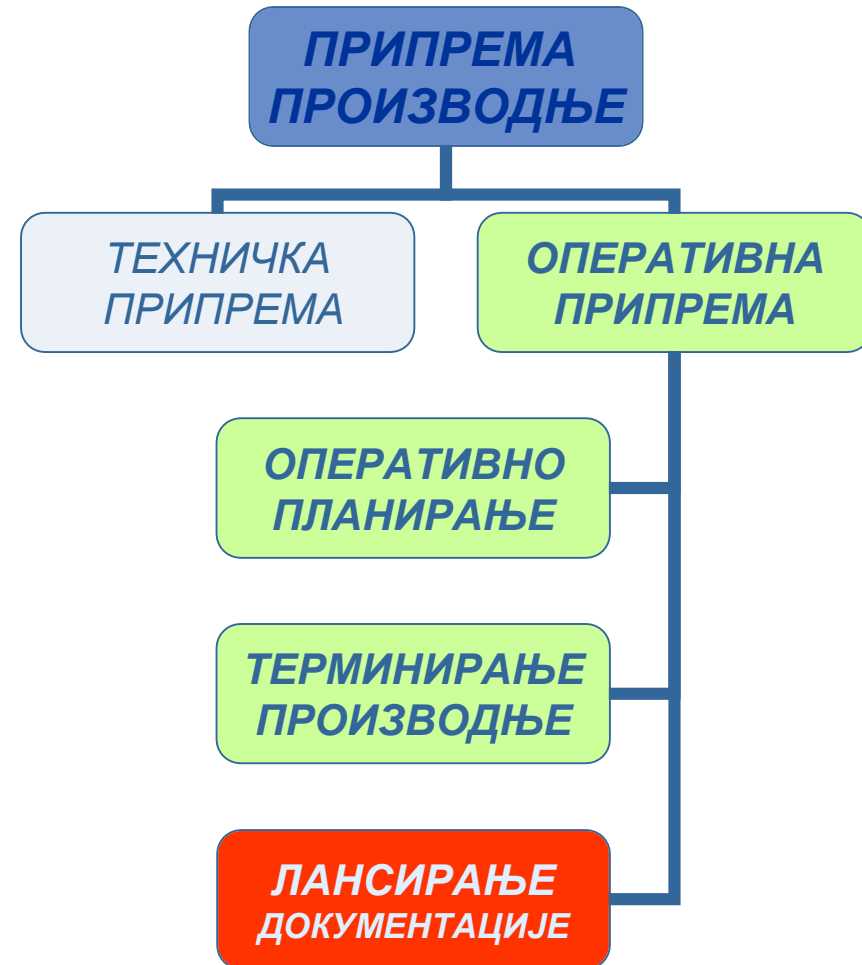 ПРИПРЕМА
ПРОИЗВОДЊЕ
ТЕХНИЧКА
ПРИПРЕМА
ОПЕРАТИВНА
ПРИПРЕМА
ОПЕРАТИВНО
ПЛАНИРАЊЕ
ТЕРМИНИРАЊЕ
ПРОИЗВОДЊЕ
ЛАНСИРАЊЕ
ДОКУМЕНТАЦИЈЕ